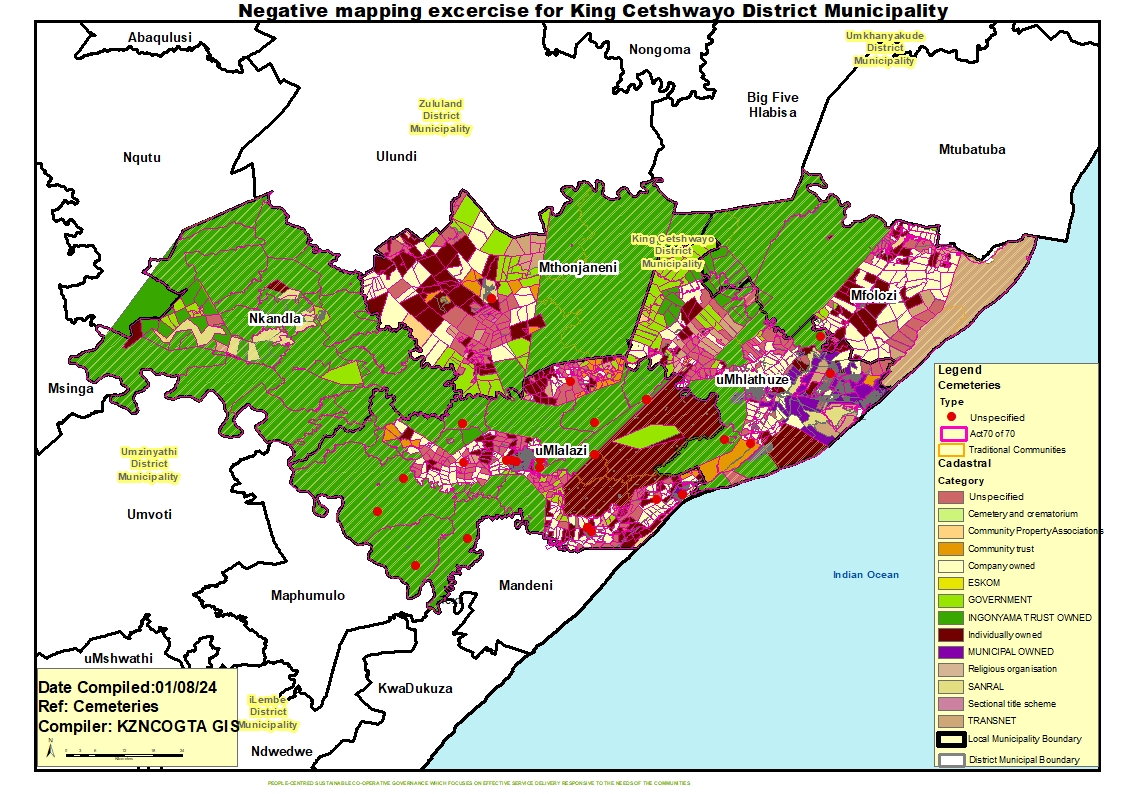 Negative mapping excercise for King Cetshwayo District Municipality
Abaqulusi
Nongoma
Umkhanyakude
District
Municipality
Zululand
District
Municipality
Big Five
Hlabisa
Nqutu
Ulundi
Mtubatuba
King Cetshwayo
District
Municipality
Mthonjaneni
Mfolozi
Nkandla
Msinga
uMhlathuze
uMlalazi
Umzinyathi
District
Municipality
Umvoti
Indian Ocean
Mandeni
Maphumulo
uMshwathi
KwaDukuza
iLembe
District
Municipality
Ndwedwe
Legend
Cemeteries
Type
Unspecified
Act70 of 70
Traditional Communities
Cadastral
Category
Unspecified
Cemetery and crematorium
Community Property Associations
Community trust
Company owned
ESKOM
GOVERNMENT
INGONYAMA TRUST OWNED
Individually owned
MUNICIPAL OWNED
Religious organisation
SANRAL
Sectional title scheme
TRANSNET
Local Municipality Boundary
District Municipal Boundary
Date Compiled:01/08/24
Ref: Cemeteries
Compiler: KZNCOGTA GIS
N
Kilometers
PEOPLE-CENTRED SUSTAINABLE CO-OPERATIVE GOVERNANCE WHICH FOCUSES ON EFFECTIVE SERVICE DELIVERY RESPONSIVE TO THE NEEDS OF THE COMMUNITIES